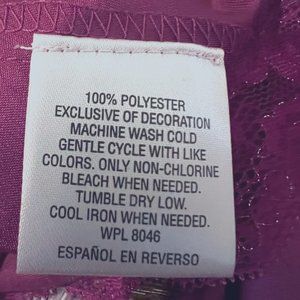 100% POLYESTER
EXCLUSIVE OF DECORATION
MACHINE WASH COLD
GENTLE CYCLE WITH LIKE
COLORS. ONLY NON-CHLORINE
BLEACH WHEN NEEDED.
TUMBLE DRY LOW.
COOL IRON WHEN NEEDED.
WPL 8046
ESPAÑOL EN REVERSO